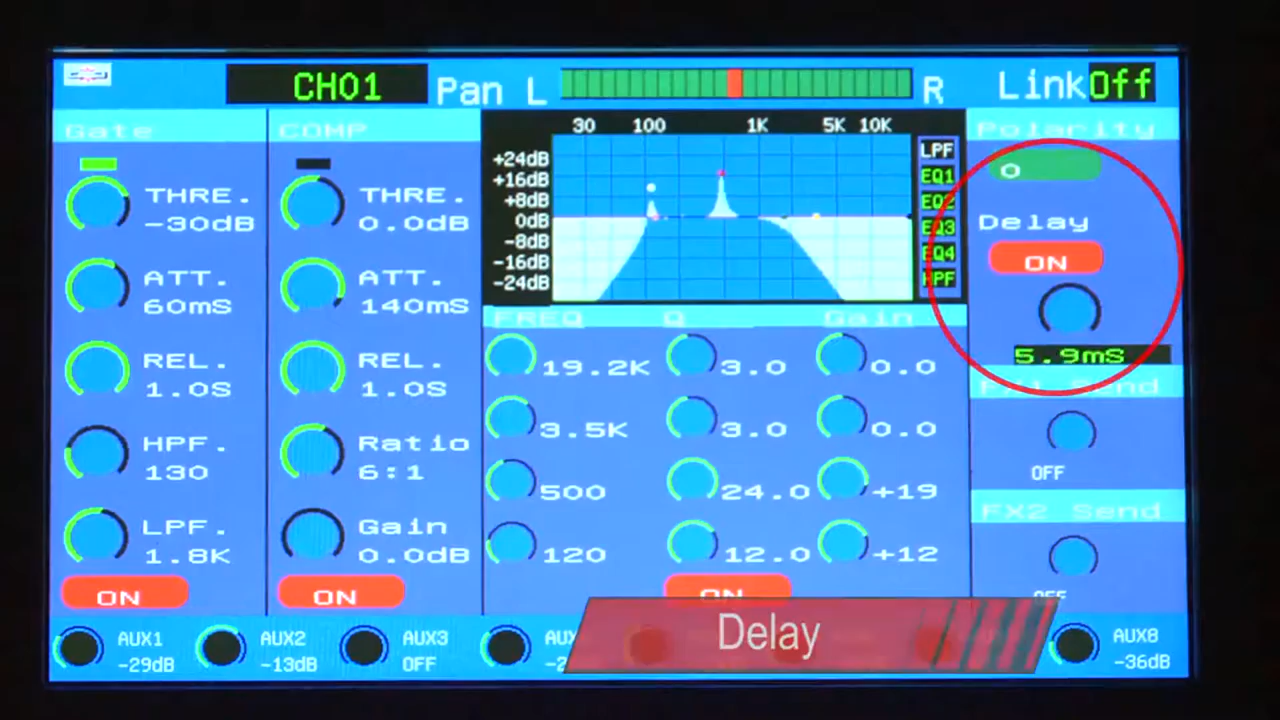 CH01 Pan L R Link Off
Gate
THRE.
-30dB
ATT.
60mS
REL.
1.0S
HPF.
130
LPF.
1.8K
ON
COMP
THRE.
0.0dB
ATT.
140mS
REL.
1.0S
Ratio
6:1
Gain
0.0dB
ON
30 100 1K 5K 10K
+24dB
+16dB
+8dB
0dB
-8dB
-16dB
-24dB
LPF
EQ1
EQ2
EQ3
EQ4
HPF
FREQ Q Gain
19.2K 3.0 0.0
3.5K 3.0 0.0
500 24.0 +19
120 12.0 +12
ON
Polarity
Delay
ON
5.9mS
FX1 Send
OFF
FX2 Send
OFF
AUX1
-29dB
AUX2
-13dB
AUX3
OFF
AUX8
-36dB
Delay